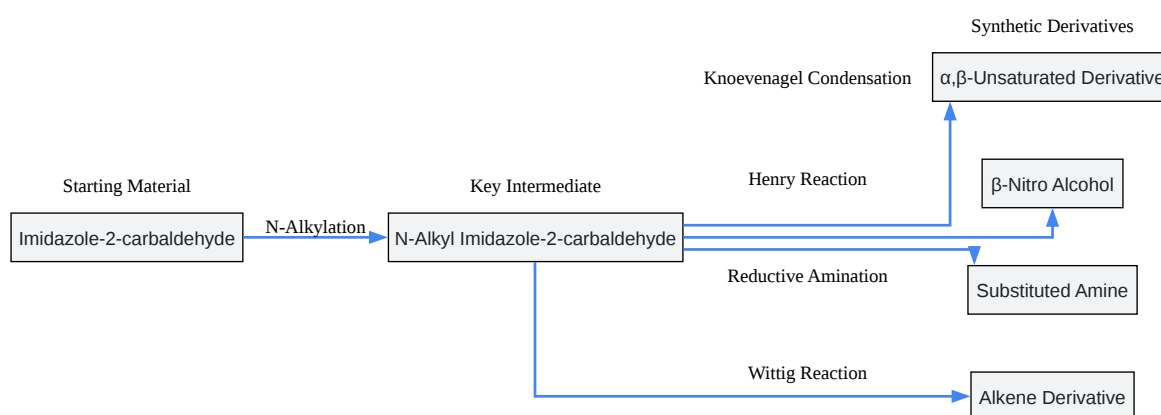 Synthetic Derivatives
Knoevenagel Condensation
α,β-Unsaturated Derivative
Starting Material
Key Intermediate
Henry Reaction
β-Nitro Alcohol
Imidazole-2-carbaldehyde
N-Alkylation
N-Alkyl Imidazole-2-carbaldehyde
Reductive Amination
Substituted Amine
Wittig Reaction
Alkene Derivative